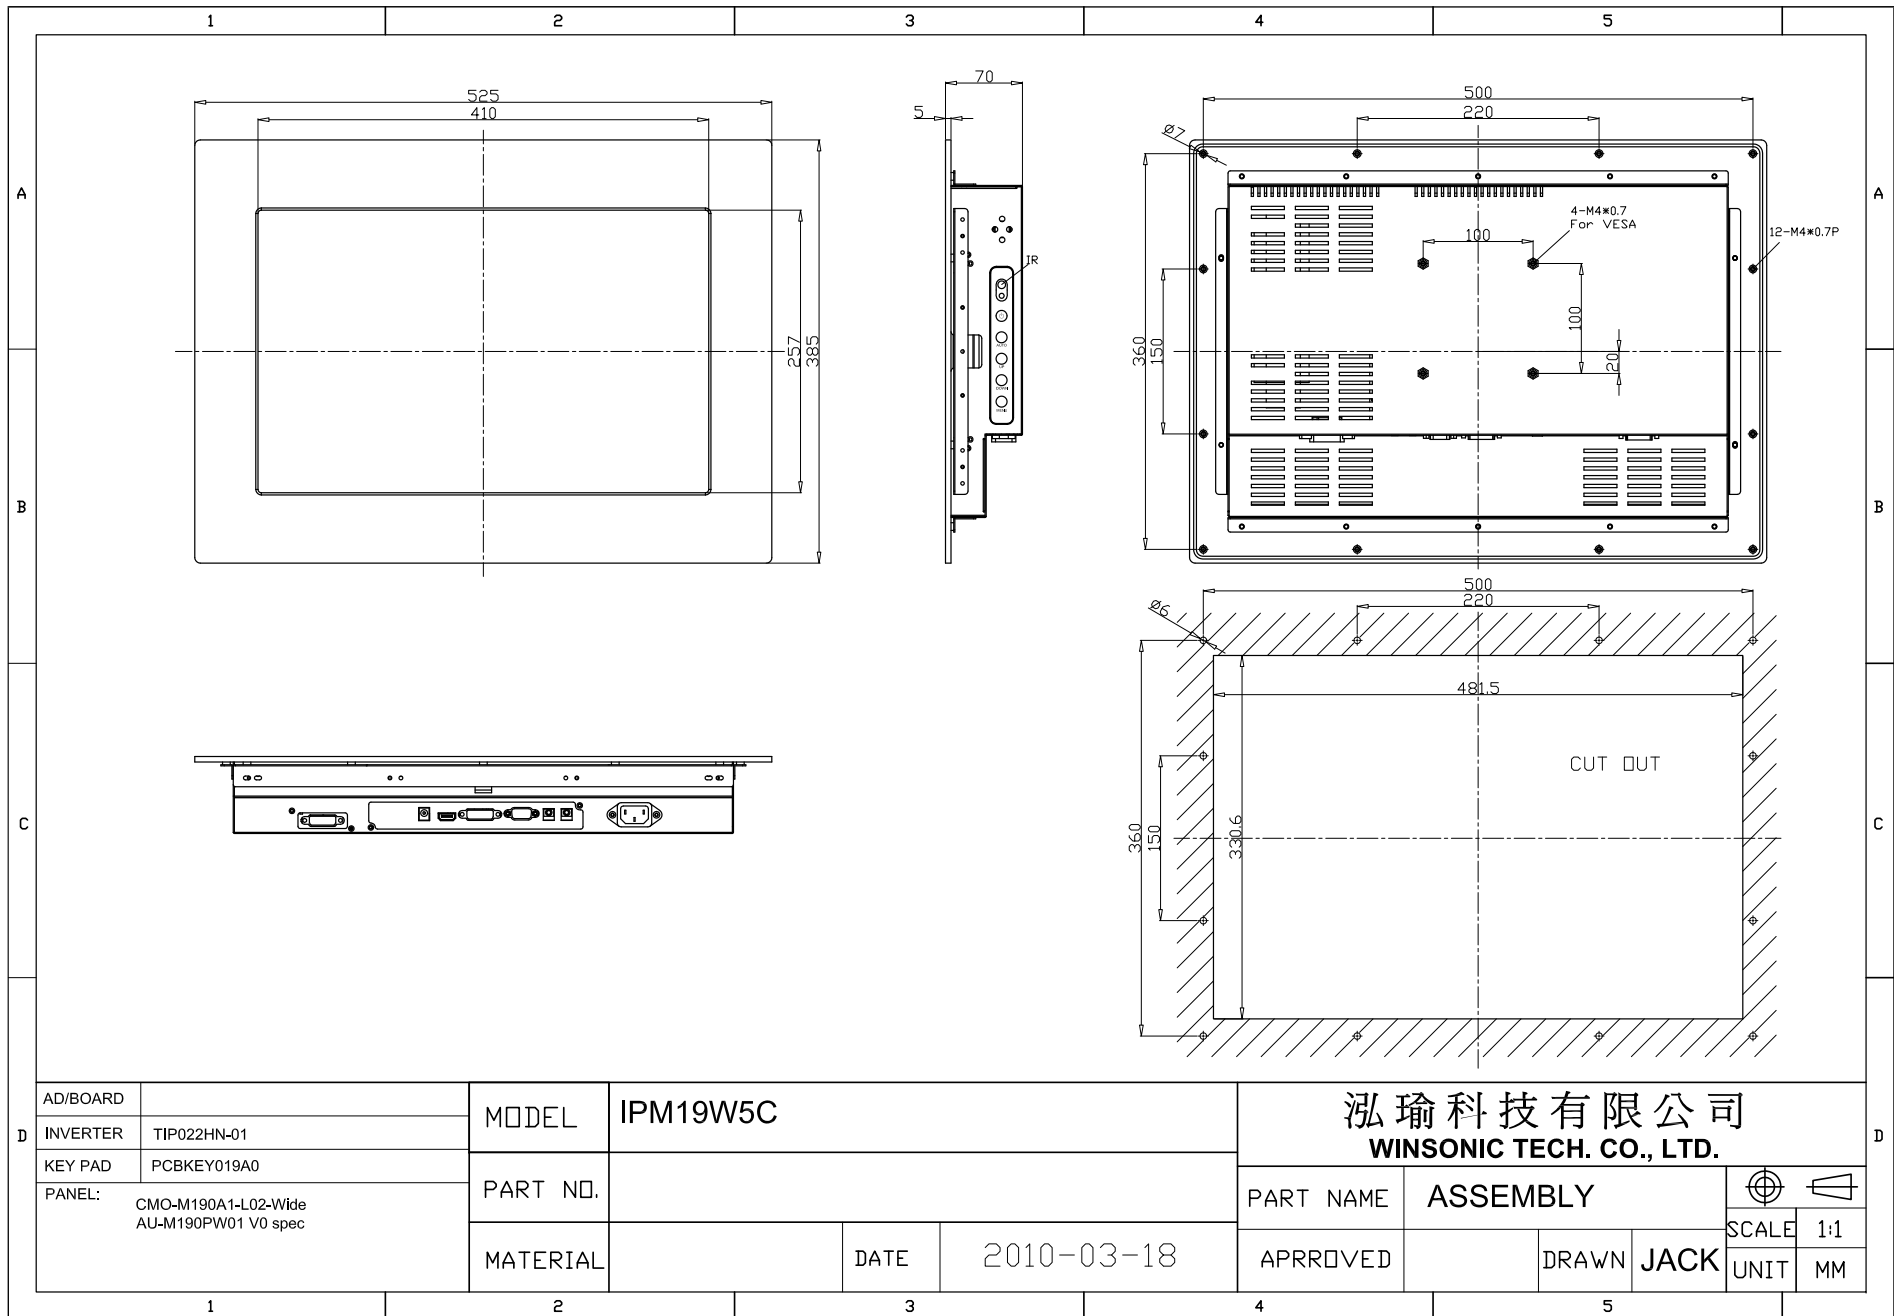 1 2 3 4 5
A A
B B
C C
D D
525
410
257
385
70
5
IR
AUTO
UP
DOWN
MENU
500
220
Ø7
4-M4*0.7
For VESA
100
12-M4*0.7P
100
360
150
20
500
220
Ø6
481.5
CUT OUT
360
150
330.6
AD/BOARD
INVERTER TIP022HN-01
KEY PAD PCBKEY019A0
PANEL: CMO-M190A1-L02-Wide
AU-M190PW01 V0 spec
MODEL IPM19W5C
PART NO.
MATERIAL DATE 2010-03-18
泓瑜科技有限公司
WINSONIC TECH. CO., LTD.
PART NAME ASSEMBLY
SCALE 1:1
APRROVED DRAWN JACK
UNIT MM
1 2 3 4 5